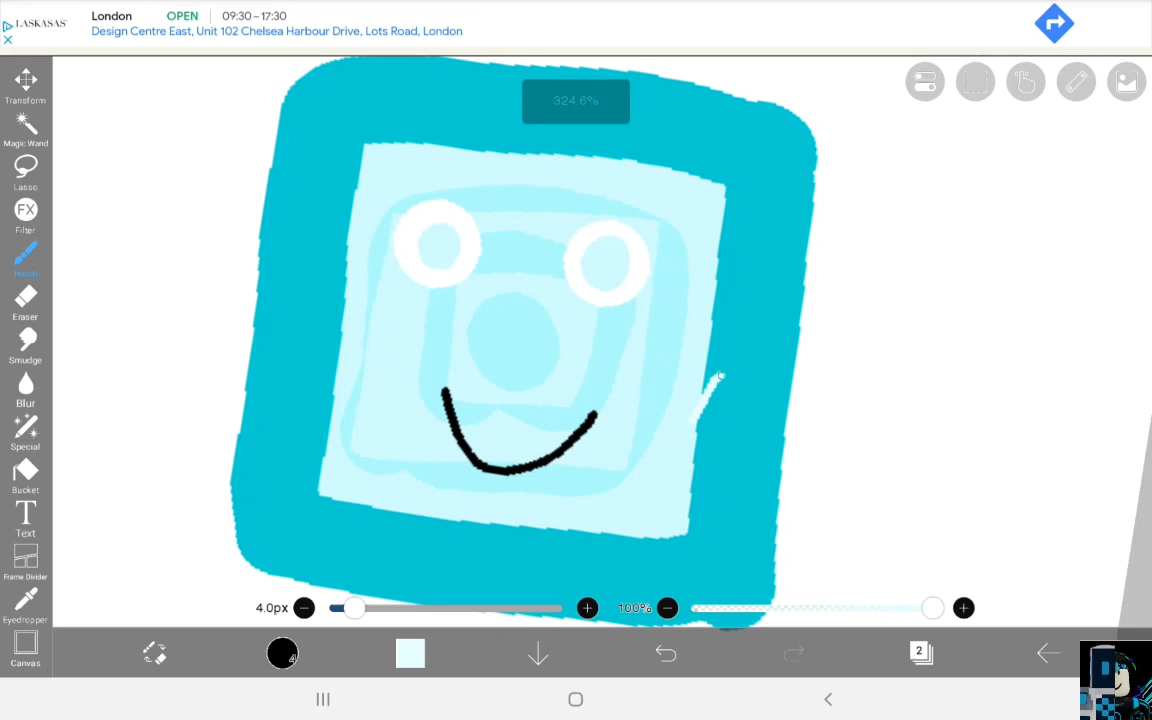 LASKASAS
London OPEN 09:30 – 17:30
Design Centre East, Unit 102 Chelsea Harbour Drive, Lots Road, London
324.6%
Transform
Magic Wand
Lasso
FX
Filter
Eraser
Smudge
Blur
Special
Bucket
T
Text
Frame Divider
Eyedropper
Canvas
4.0px
100%
4
2